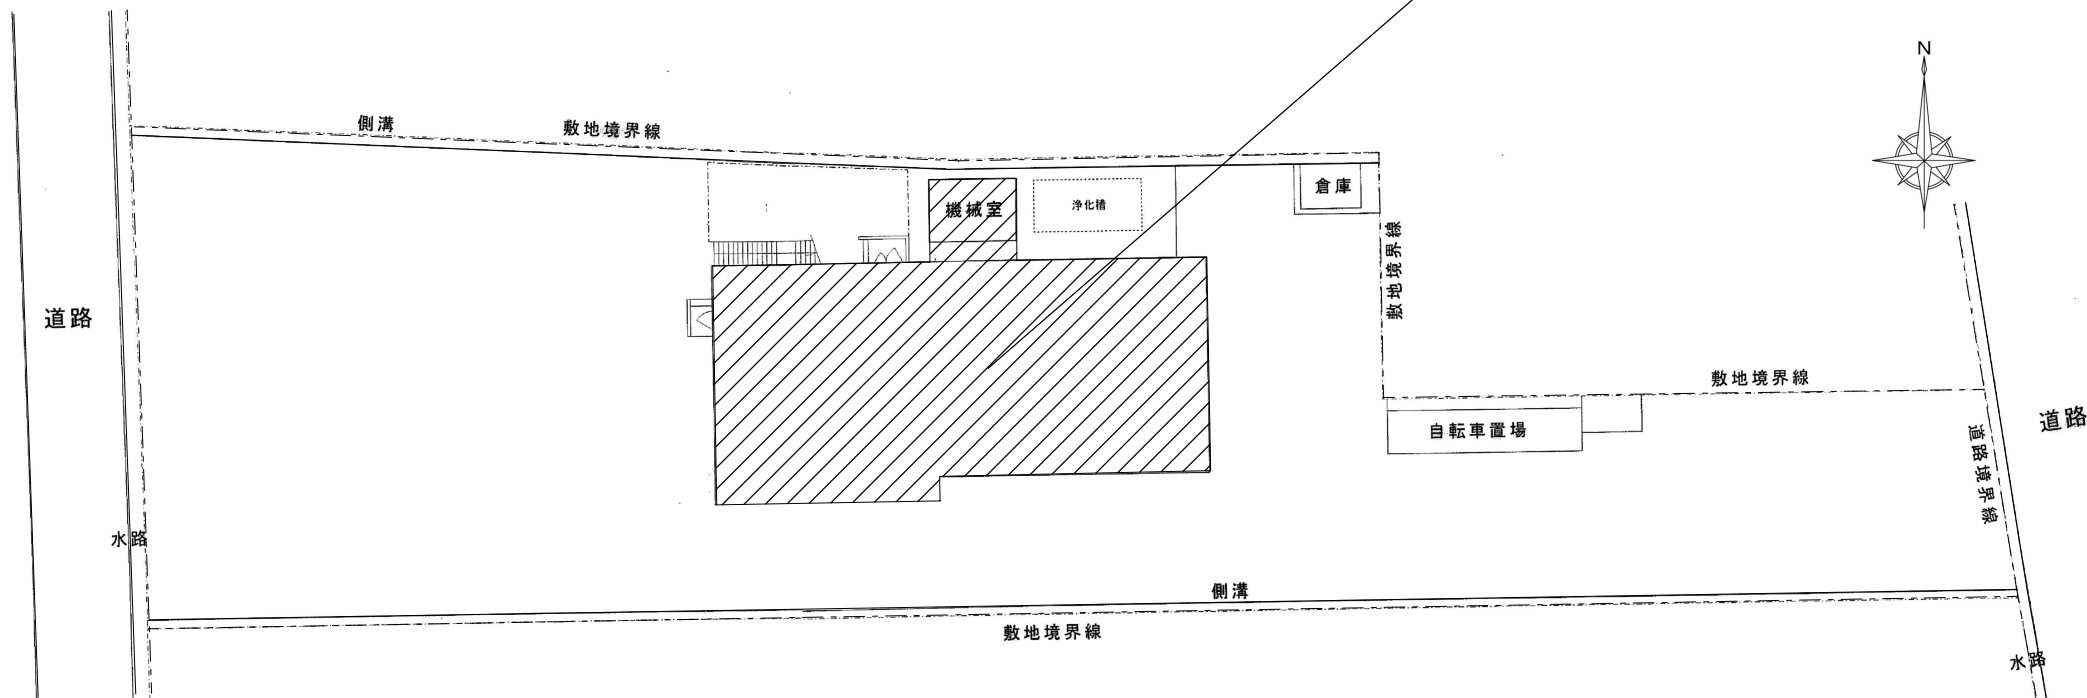 N
側溝
敷地境界線
倉庫
機械室
浄化槽
敷地境界線
道路
敷地境界線
道路
自転車置場
道路境界線
水路
側溝
敷地境界線
水路